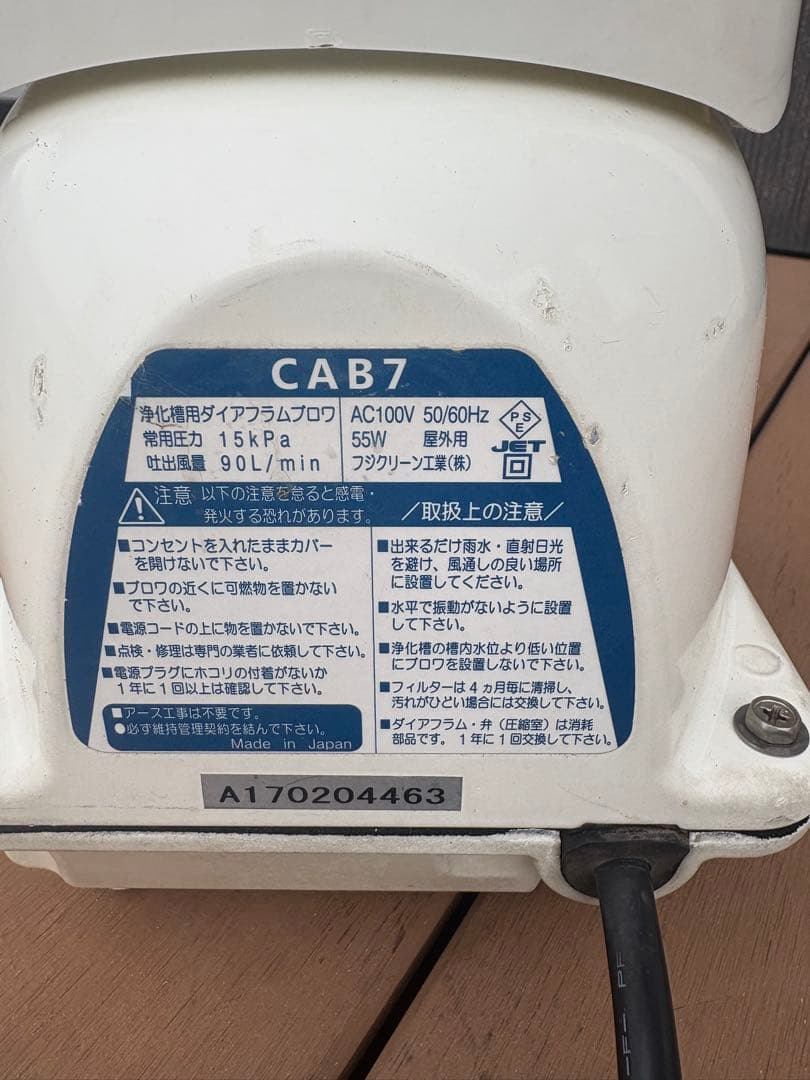 CAB7
浄化槽用ダイアフラムブロワ
常用圧力 15kPa
吐出風量 90L/min
AC100V 50/60Hz
55W 屋外用
フジクリーン工業(株)
PSE
JET
注意 以下の注意を怠ると感電・
発火する恐れがあります。
／取扱上の注意／
■コンセントを入れたままカバー
を開けないで下さい。
■ブロワの近くに可燃物を置かない
で下さい。
■電源コードの上に物を置かないで下さい。
■点検・修理は専門の業者に依頼して下さい。
■電源プラグにホコリの付着がないか
1年に1回以上は確認して下さい。
■アース工事は不要です。
●必ず維持管理契約を結んで下さい。
Made in Japan
■出来るだけ雨水・直射日光
を避け、風通しの良い場所
に設置してください。
■水平で振動がないように設置
して下さい。
■浄化槽の槽内水位より低い位置
にブロワを設置しないで下さい。
■フィルターは4ヵ月毎に清掃し、
汚れがひどい場合には交換して下さい。
■ダイアフラム・弁（圧縮室）は消耗
部品です。1年に1回交換して下さい。
A170204463